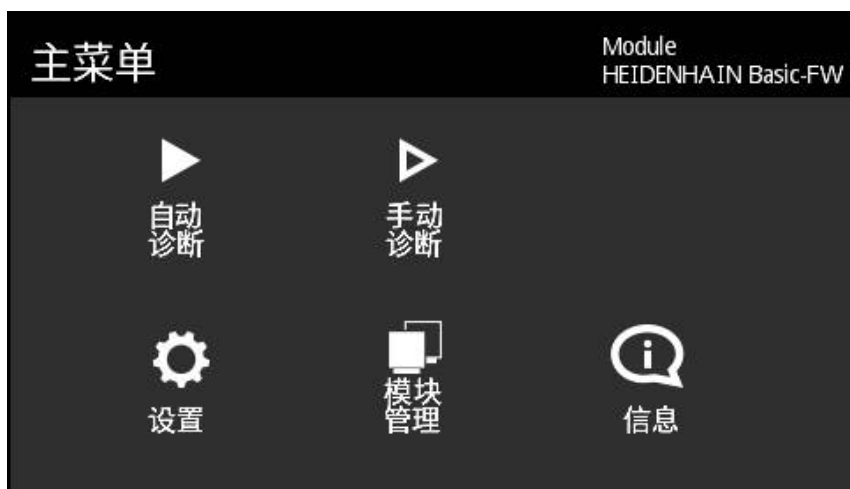 主菜单
Module
HEIDENHAIN Basic-FW
自动
诊断
手动
诊断
设置
模块
管理
信息